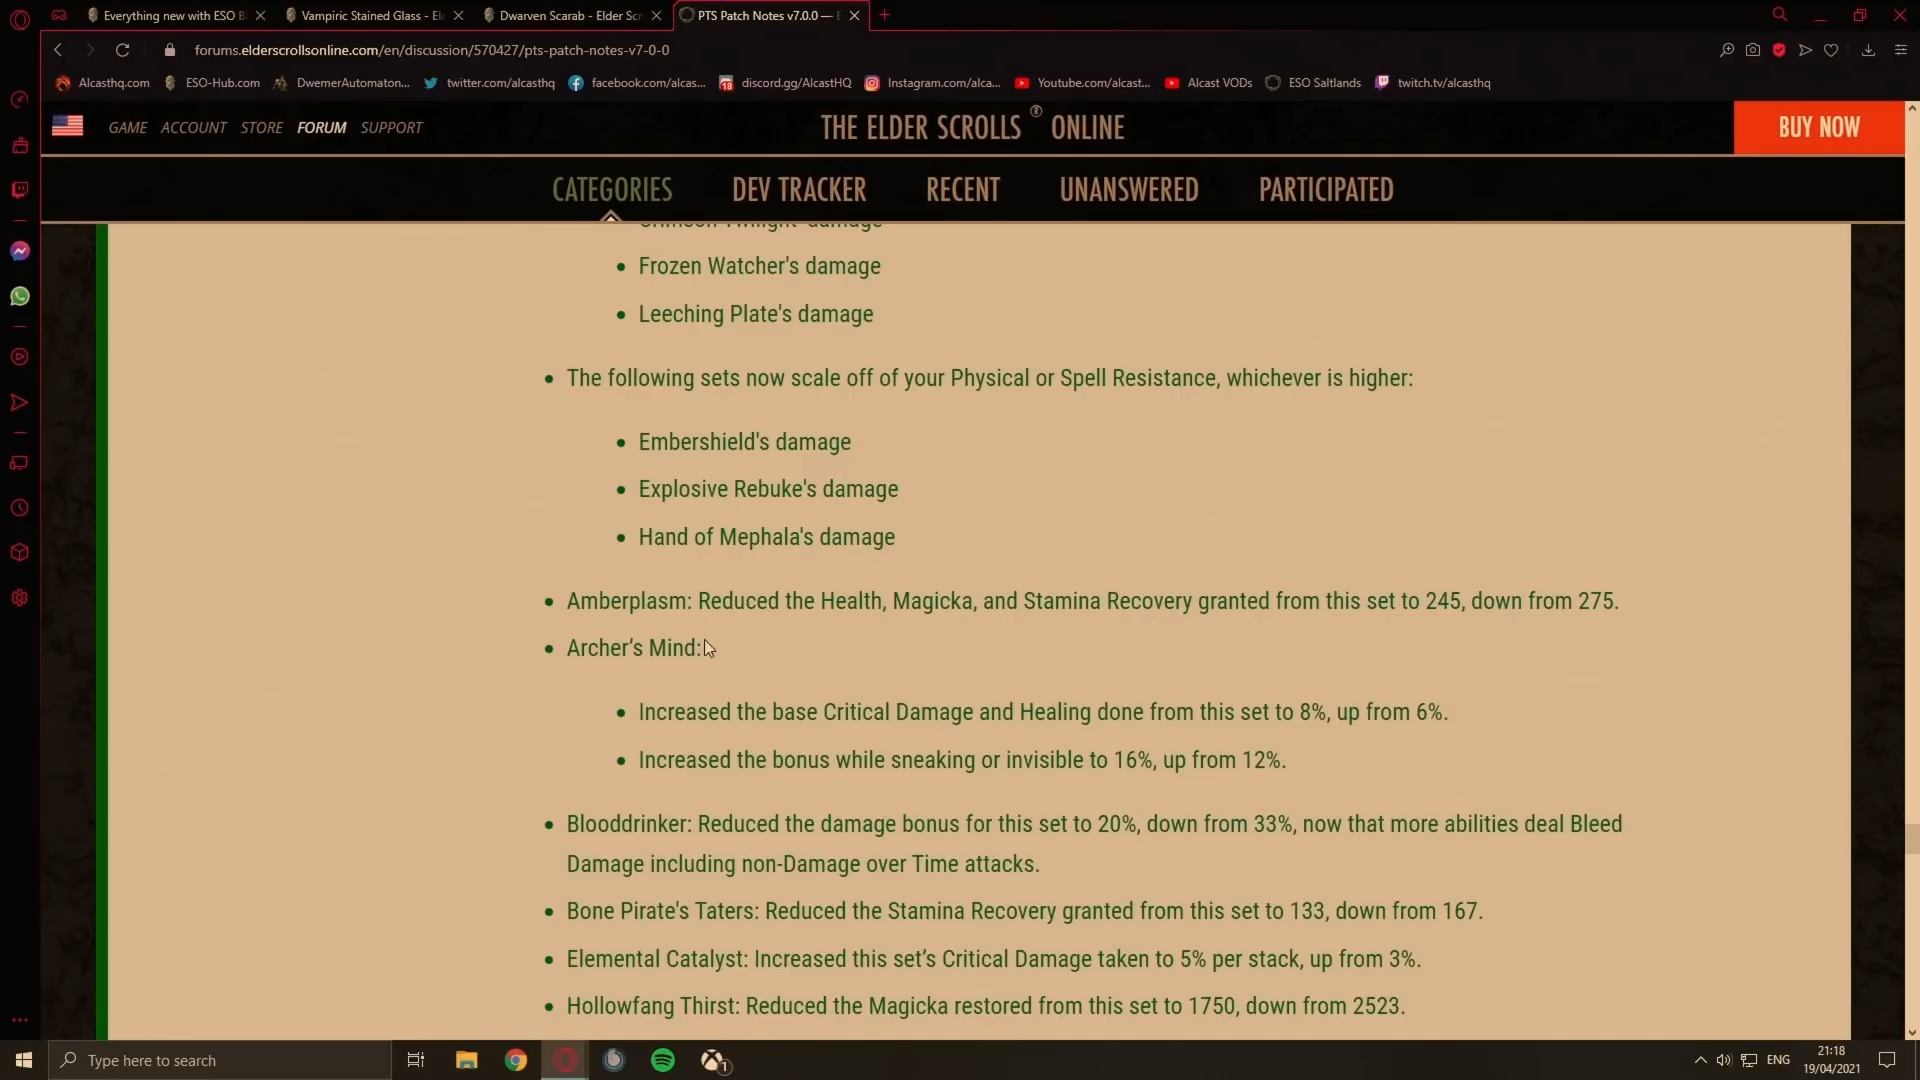 Everything new with ESO B
Vampiric Stained Glass - El
Dwarven Scarab - Elder Scr
PTS Patch Notes v7.0.0 — E
forums.elderscrollsonline.com/en/discussion/570427/pts-patch-notes-v7-0-0
Alcasthq.com
ESO-Hub.com
DwemerAutomaton...
twitter.com/alcasthq
facebook.com/alcas...
18
discord.gg/AlcastHQ
Instagram.com/alca...
Youtube.com/alcast...
Alcast VODs
ESO Saltlands
twitch.tv/alcasthq
GAME ACCOUNT STORE FORUM SUPPORT
THE ELDER SCROLLS ® ONLINE
BUY NOW
CATEGORIES DEV TRACKER RECENT UNANSWERED PARTICIPATED
Crimson Twilight damage
Frozen Watcher's damage
Leeching Plate's damage
The following sets now scale off of your Physical or Spell Resistance, whichever is higher:
Embershield's damage
Explosive Rebuke's damage
Hand of Mephala's damage
Amberplasm: Reduced the Health, Magicka, and Stamina Recovery granted from this set to 245, down from 275.
Archer’s Mind:
Increased the base Critical Damage and Healing done from this set to 8%, up from 6%.
Increased the bonus while sneaking or invisible to 16%, up from 12%.
Blooddrinker: Reduced the damage bonus for this set to 20%, down from 33%, now that more abilities deal Bleed
Damage including non-Damage over Time attacks.
Bone Pirate's Taters: Reduced the Stamina Recovery granted from this set to 133, down from 167.
Elemental Catalyst: Increased this set’s Critical Damage taken to 5% per stack, up from 3%.
Hollowfang Thirst: Reduced the Magicka restored from this set to 1750, down from 2523.
Type here to search
1
ENG
21:18
19/04/2021